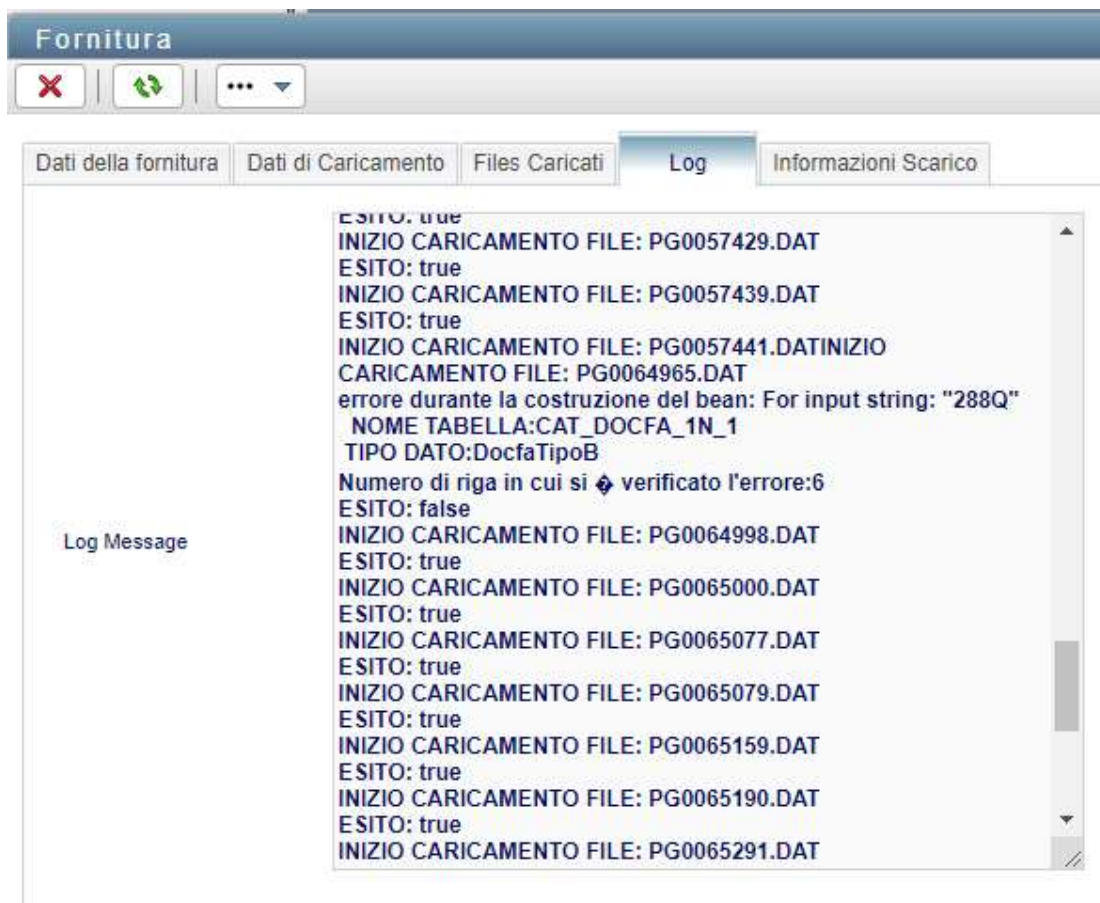 Fornitura
Dati della fornitura
Dati di Caricamento
Files Caricati
Log
Informazioni Scarico
Log Message
ESITO: true
INIZIO CARICAMENTO FILE: PG0057429.DAT
ESITO: true
INIZIO CARICAMENTO FILE: PG0057439.DAT
ESITO: true
INIZIO CARICAMENTO FILE: PG0057441.DATINIZIO
CARICAMENTO FILE: PG0064965.DAT
errore durante la costruzione del bean: For input string: "288Q"
NOME TABELLA:CAT_DOCFA_1N_1
TIPO DATO:DocfaTipoB
Numero di riga in cui si � verificato l'errore:6
ESITO: false
INIZIO CARICAMENTO FILE: PG0064998.DAT
ESITO: true
INIZIO CARICAMENTO FILE: PG0065000.DAT
ESITO: true
INIZIO CARICAMENTO FILE: PG0065077.DAT
ESITO: true
INIZIO CARICAMENTO FILE: PG0065079.DAT
ESITO: true
INIZIO CARICAMENTO FILE: PG0065159.DAT
ESITO: true
INIZIO CARICAMENTO FILE: PG0065190.DAT
ESITO: true
INIZIO CARICAMENTO FILE: PG0065291.DAT